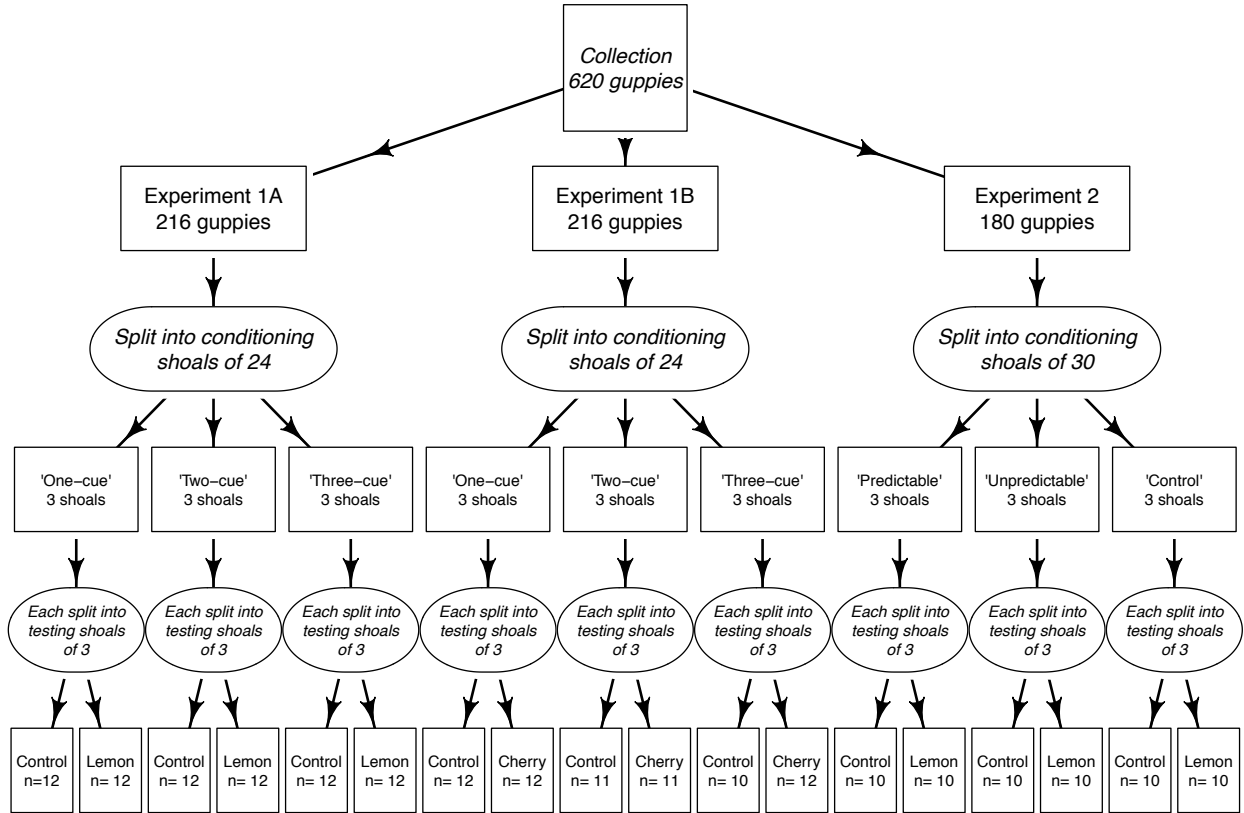 Collection
620 guppies
Experiment 1A
216 guppies
Experiment 1B
216 guppies
Experiment 2
180 guppies
Split into conditioning
shoals of 24
Split into conditioning
shoals of 24
Split into conditioning
shoals of 30
'One−cue'
3 shoals
'Two−cue'
3 shoals
'Three−cue'
3 shoals
'One−cue'
3 shoals
'Two−cue'
3 shoals
'Three−cue'
3 shoals
'Predictable'
3 shoals
'Unpredictable'
3 shoals
'Control'
3 shoals
Each split into
testing shoals
of 3
Each split into
testing shoals
of 3
Each split into
testing shoals
of 3
Each split into
testing shoals
of 3
Each split into
testing shoals
of 3
Each split into
testing shoals
of 3
Each split into
testing shoals
of 3
Each split into
testing shoals
of 3
Each split into
testing shoals
of 3
Control
n=12
Lemon
n= 12
Control
n= 12
Lemon
n= 12
Control
n= 12
Lemon
n= 12
Control
n= 12
Cherry
n= 12
Control
n= 11
Cherry
n= 11
Control
n= 10
Cherry
n= 12
Control
n= 10
Lemon
n= 10
Control
n= 10
Lemon
n= 10
Control
n= 10
Lemon
n= 10